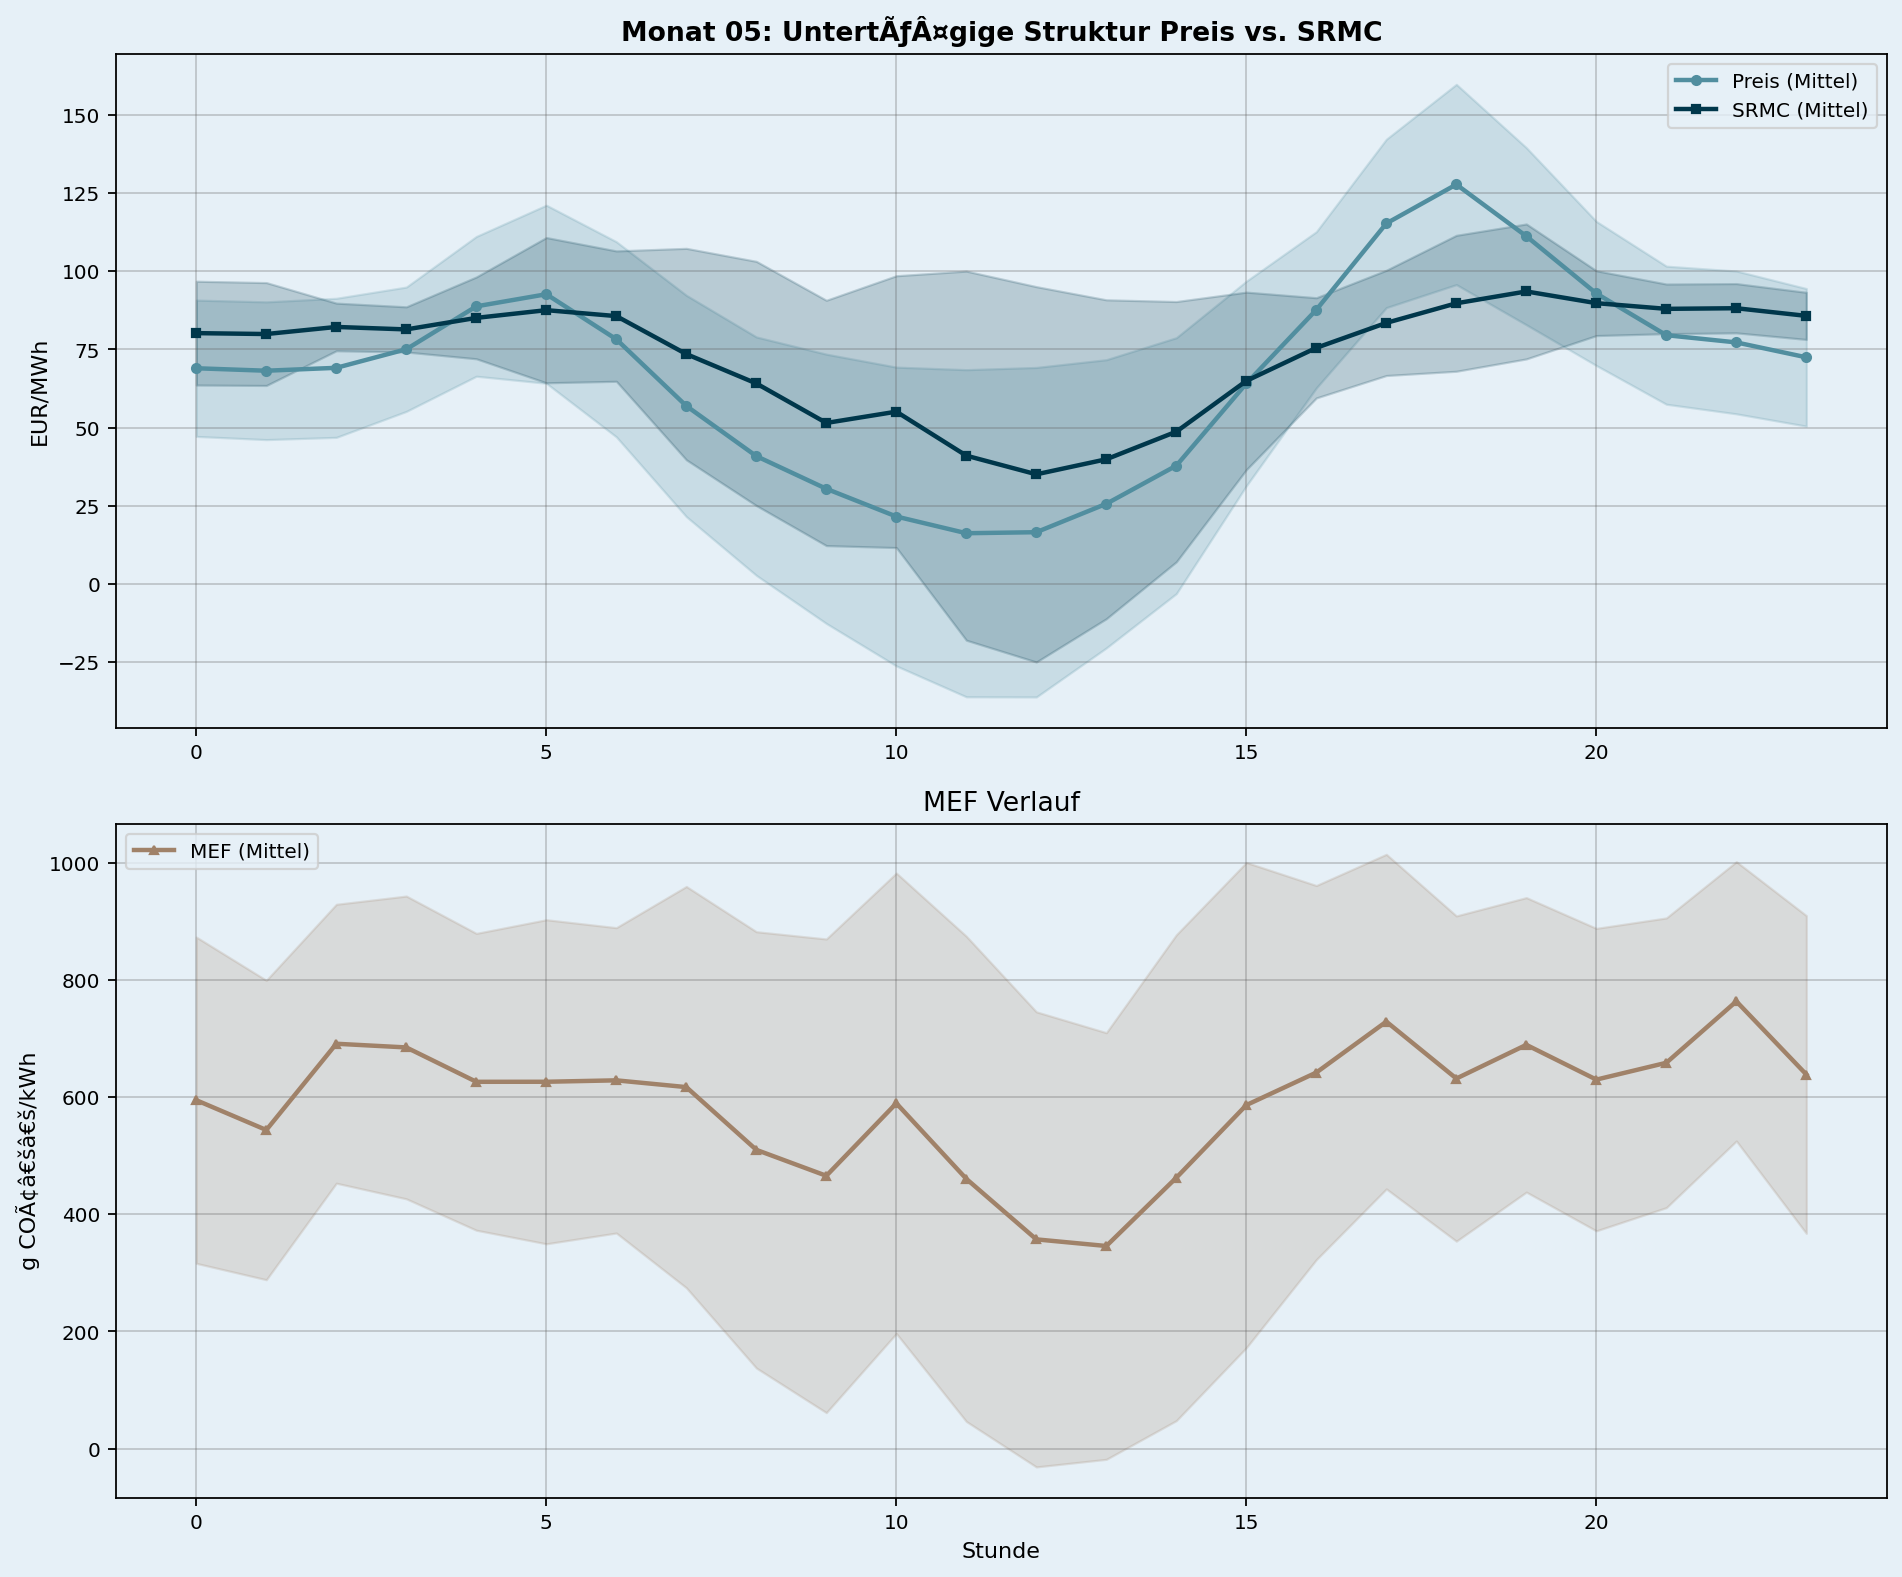 Monat 05: UntertÃƒÂ¤gige Struktur Preis vs. SRMC
Preis (Mittel)
SRMC (Mittel)
EUR/MWh
150
125
100
75
50
25
0
−25
0 5 10 15 20
MEF Verlauf
MEF (Mittel)
g COÃ¢â€šâ€š/kWh
1000
800
600
400
200
0
0 5 10 15 20
Stunde